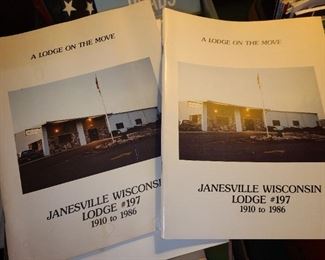 A LODGE ON THE MOVE
JANESVILLE WISCONSIN
LODGE #197
1910 to 1986
A LODGE ON THE MOVE
JANESVILLE WISCONSIN
LODGE #197
1910 to 1986